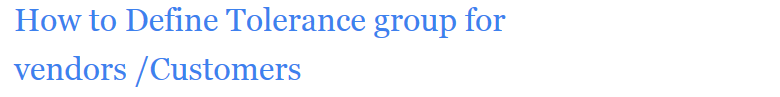 How to Define Tolerance group for
vendors /Customers